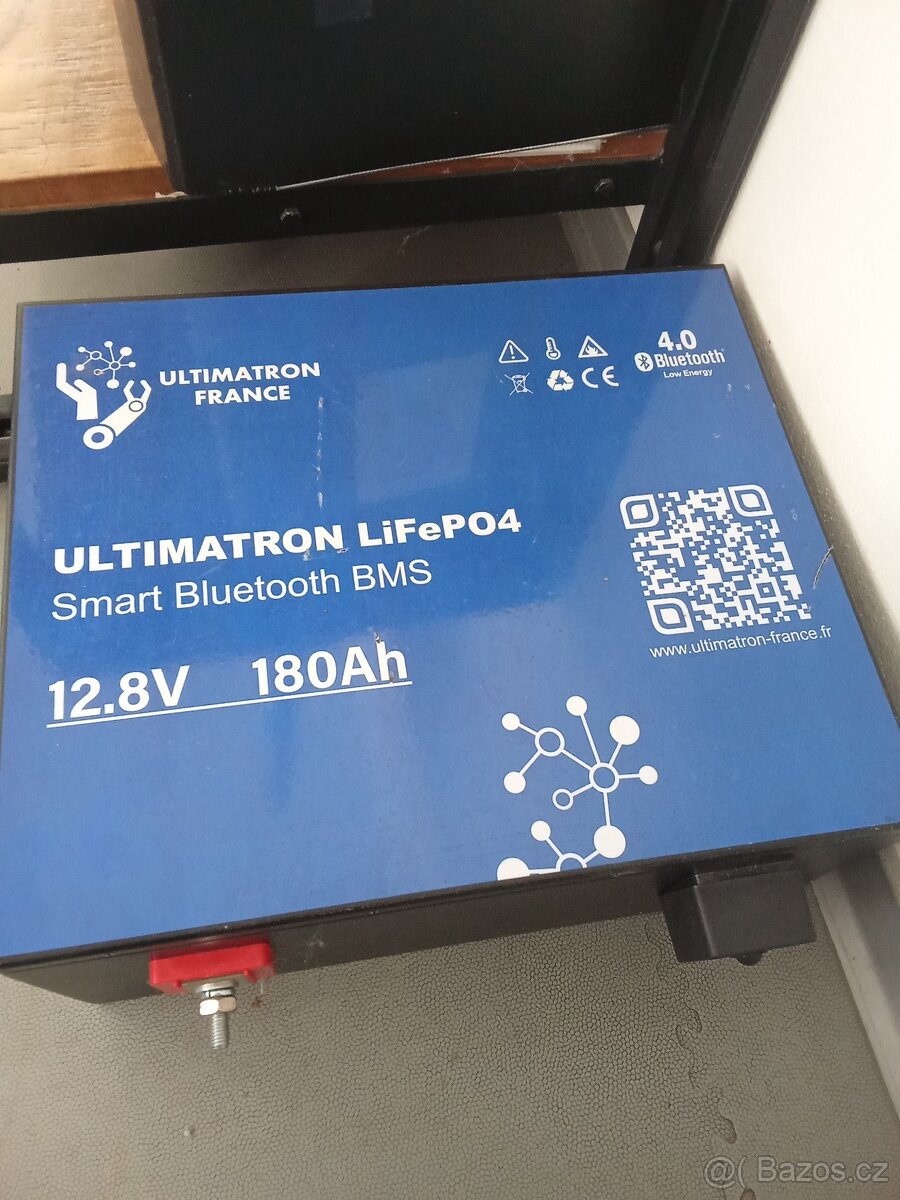 ULTIMATRON
FRANCE
4.0
Bluetooth
Low Energy
CE
ULTIMATRON LiFePO4
Smart Bluetooth BMS
12.8V 180Ah
www.ultimatron-france.fr
@( Bazos.cz